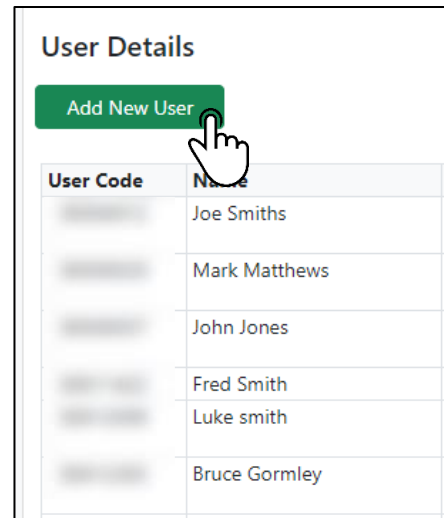 User Details
Add New User
User Code Name
Joe Smiths
Mark Matthews
John Jones
Fred Smith
Luke smith
Bruce Gormley